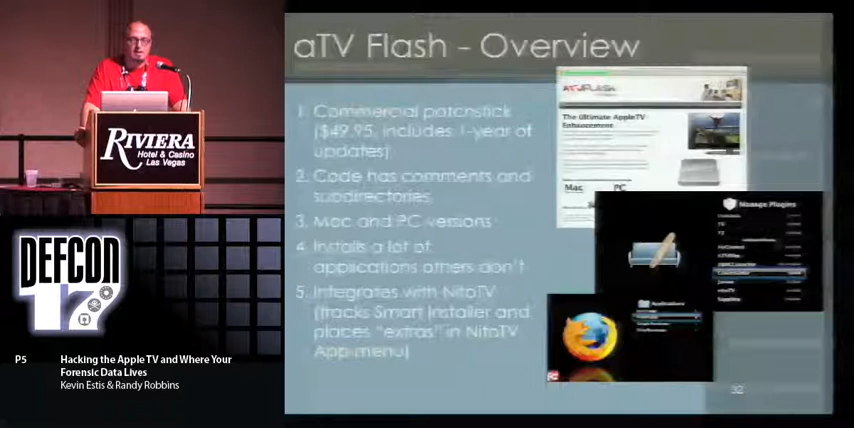 aTV Flash - Overview
1. Commercial patchstick
($49.95, includes 1-year of
updates)
2. Code has comments and
subdirectories
3. Mac and PC versions
4. Installs a lot of
applications others don't
5. Integrates with NitoTV
(tracks Smart Installer and
places "extras" in NitoTV
App menu)
aTV FLASH
The Ultimate AppleTV
Enhancement
Mac
PC
Manage Plugins
Applications
32
RIVIERA
Hotel & Casino
Las Vegas
DEFCON
17
P5
Hacking the Apple TV and Where Your
Forensic Data Lives
Kevin Estis & Randy Robbins